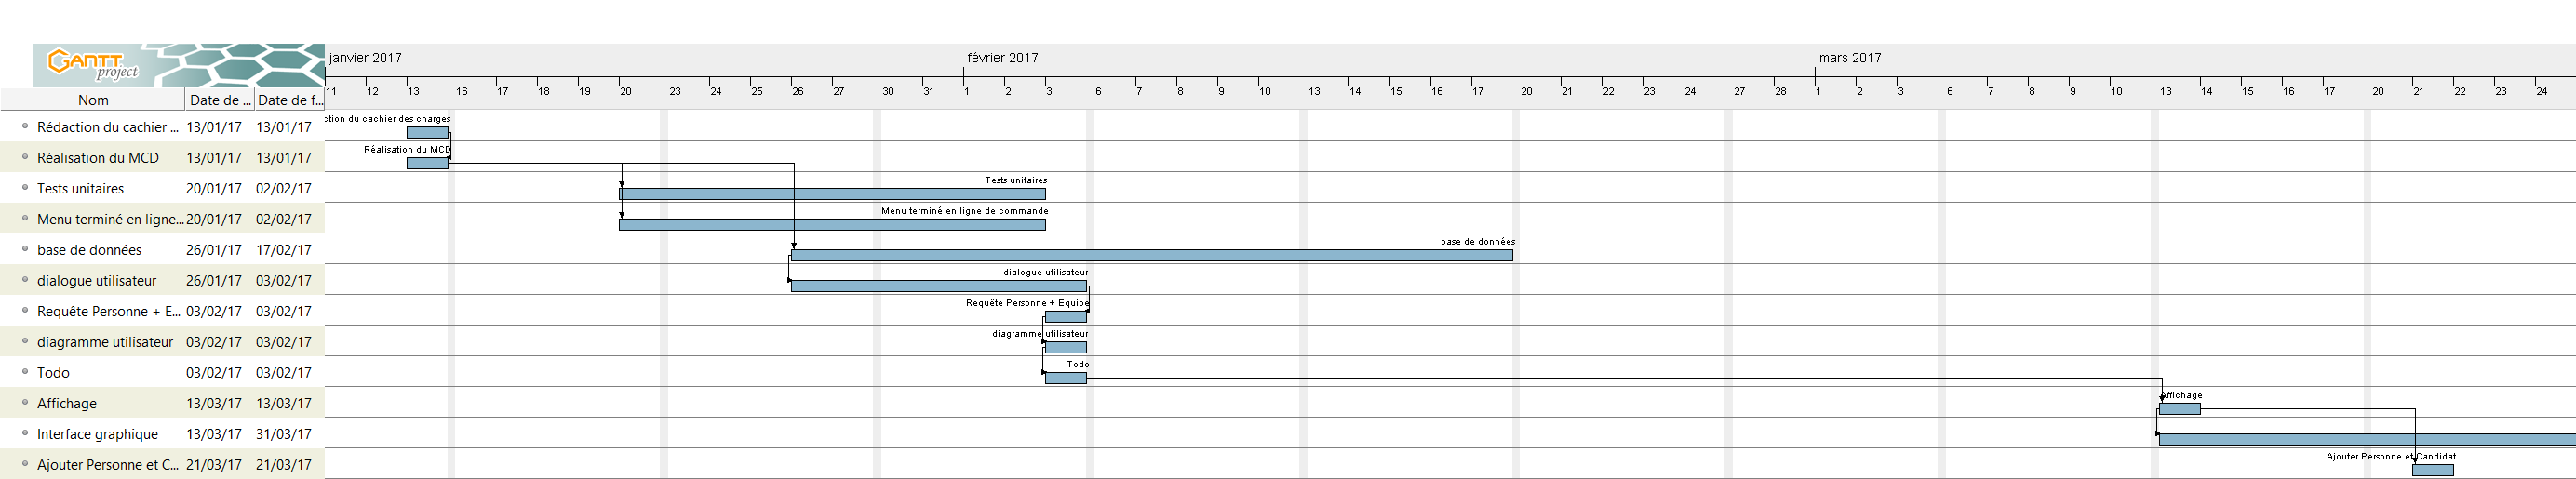 GANTT
project
janvier 2017 février 2017 mars 2017
11 12 13 16 17 18 19 20 23 24 25 26 27 30 31 1 2 3 6 7 8 9 10 13 14 15 16 17 20 21 22 23 24 27 28 1 2 3 6 7 8 9 10 13 14 15 16 17 20 21 22 23 24
Nom Date de ... Date de f...
ction du cachier des charges
Rédaction du cachier ... 13/01/17 13/01/17
Réalisation du MCD
Réalisation du MCD 13/01/17 13/01/17
Tests unitaires
Tests unitaires 20/01/17 02/02/17
Menu terminé en ligne de commande
Menu terminé en ligne... 20/01/17 02/02/17
base de données
base de données 26/01/17 17/02/17
dialogue utilisateur
dialogue utilisateur 26/01/17 03/02/17
Requête Personne + Equipe
Requête Personne + E... 03/02/17 03/02/17
diagramme utilisateur
diagramme utilisateur 03/02/17 03/02/17
Todo
Todo 03/02/17 03/02/17
Affichage
Affichage 13/03/17 13/03/17
Interface graphique 13/03/17 31/03/17
Ajouter Personne et Candidat
Ajouter Personne et C... 21/03/17 21/03/17